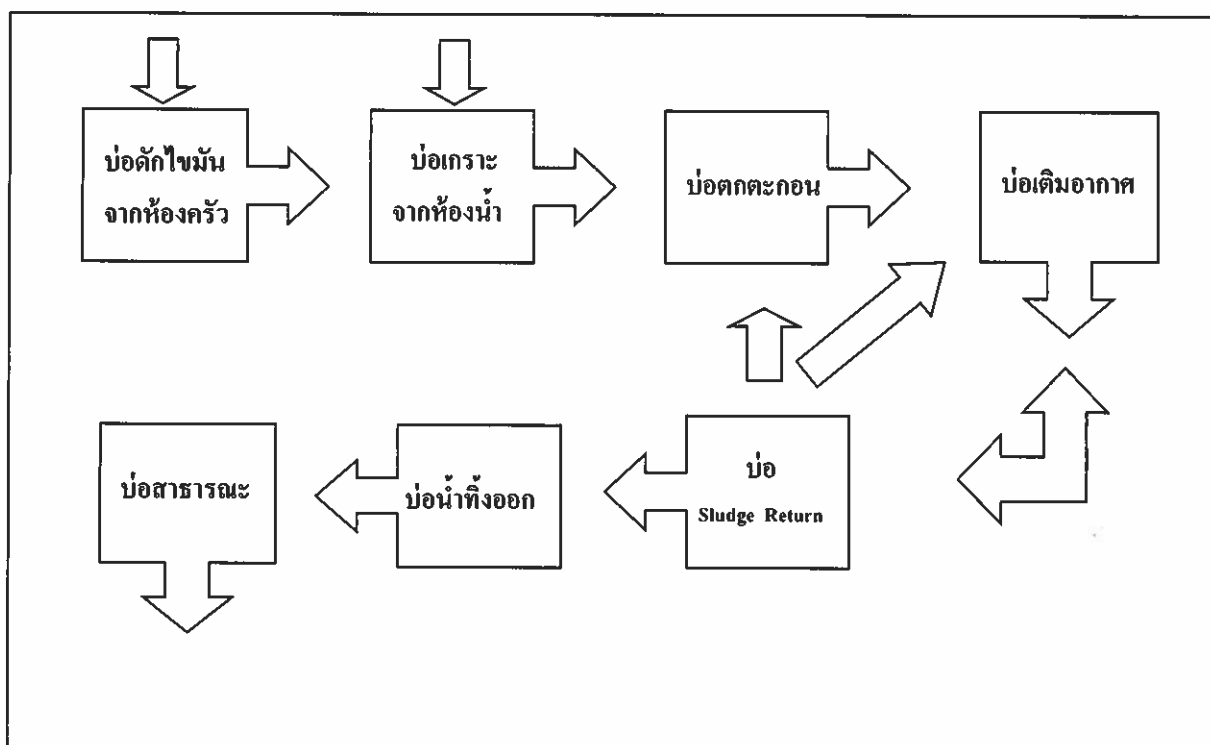 บ่อดักไขมัน
จากห้องครัว
บ่อเกราะ
จากห้องน้ำ
บ่อตกตะกอน
บ่อเติมอากาศ
บ่อสาธารณะ
บ่อน้ำทิ้งออก
บ่อ
Sludge Return